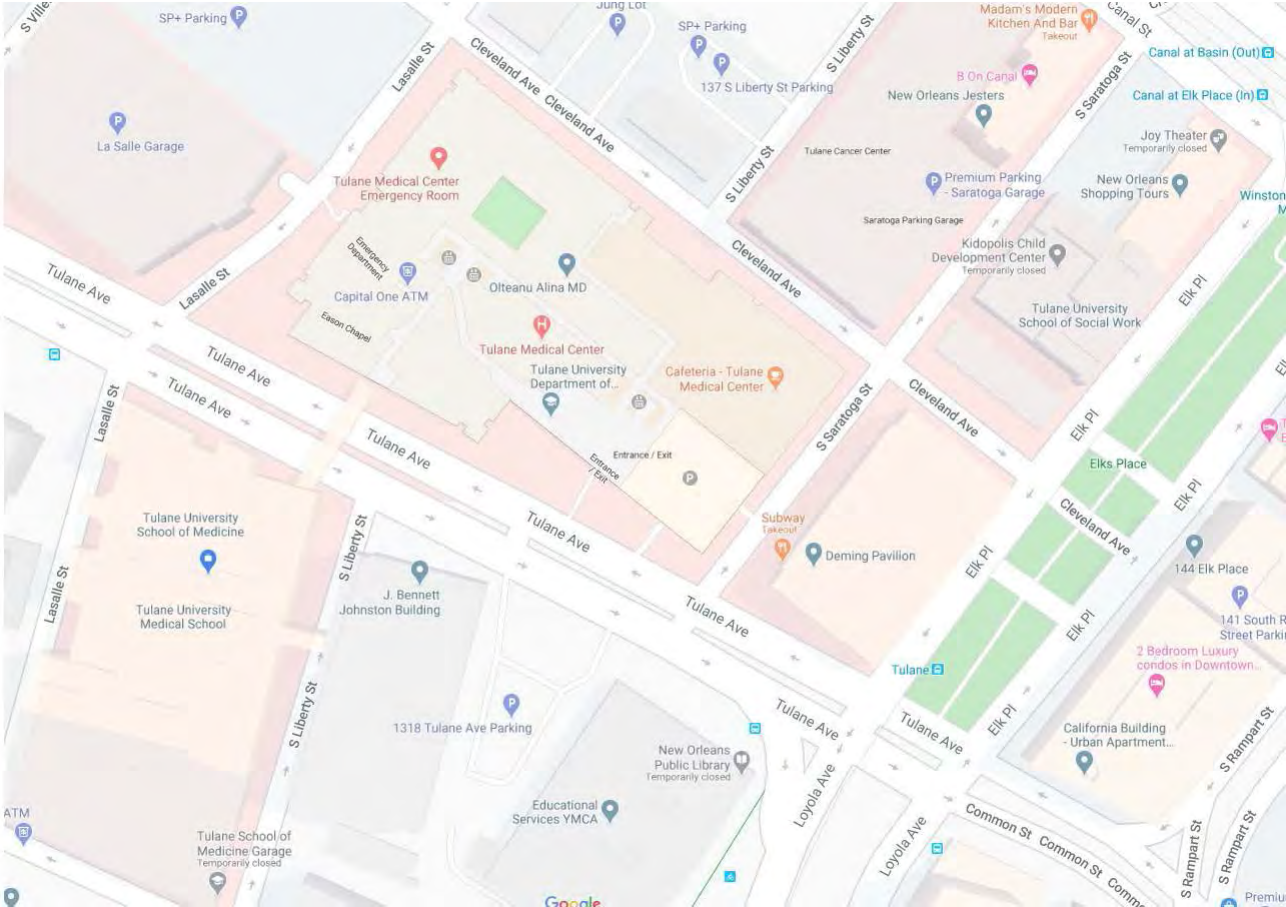 S Ville
SP+ Parking
Lasalle St
Cleveland Ave
Cleveland Ave
Jung Lot
SP+ Parking
137 S Liberty St Parking
S Liberty St
Madam's Modern
Kitchen And Bar
Takeout
Canal St
Canal at Basin (Out)
B On Canal
S Saratoga St
Canal at Elk Place (In)
New Orleans Jesters
La Salle Garage
Joy Theater
Temporarily closed
Tulane Cancer Center
S Liberty St
Tulane Medical Center
Emergency Room
Premium Parking
- Saratoga Garage
New Orleans
Shopping Tours
Winston
M
Saratoga Parking Garage
Kidopolis Child
Development Center
Temporarily closed
Cleveland Ave
Emergency
Department
Tulane Ave
Lasalle St
Capital One ATM
Olteanu Alina MD
Elk Pl
Tulane University
School of Social Work
Eason Chapel
Tulane Medical Center
Tulane Ave
Tulane University
Department of...
Cafeteria - Tulane
Medical Center
Tulane Ave
Lasalle St
S Saratoga St
Cleveland Ave
Elk Pl
Tulane Ave
Entrance / Exit
Entrance
/ Exit
Elks Place
Elk Pl
Cleveland Ave
Tulane University
School of Medicine
S Liberty St
Tulane Ave
Subway
Takeout
Deming Pavilion
Elk Pl
144 Elk Place
Lasalle St
J. Bennett
Johnston Building
Tulane University
Medical School
Tulane Ave
Elk Pl
141 South R
Street Parki
2 Bedroom Luxury
condos in Downtown...
Tulane
S Liberty St
1318 Tulane Ave Parking
Tulane Ave
Tulane Ave
Elk Pl
California Building
- Urban Apartment...
S Rampart St
New Orleans
Public Library
Temporarily closed
Loyola Ave
Educational
Services YMCA
ATM
Tulane School of
Medicine Garage
Temporarily closed
Loyola Ave
Common St
Common St
Commo
S Rampart St
S Rampart St
Google
Premiu